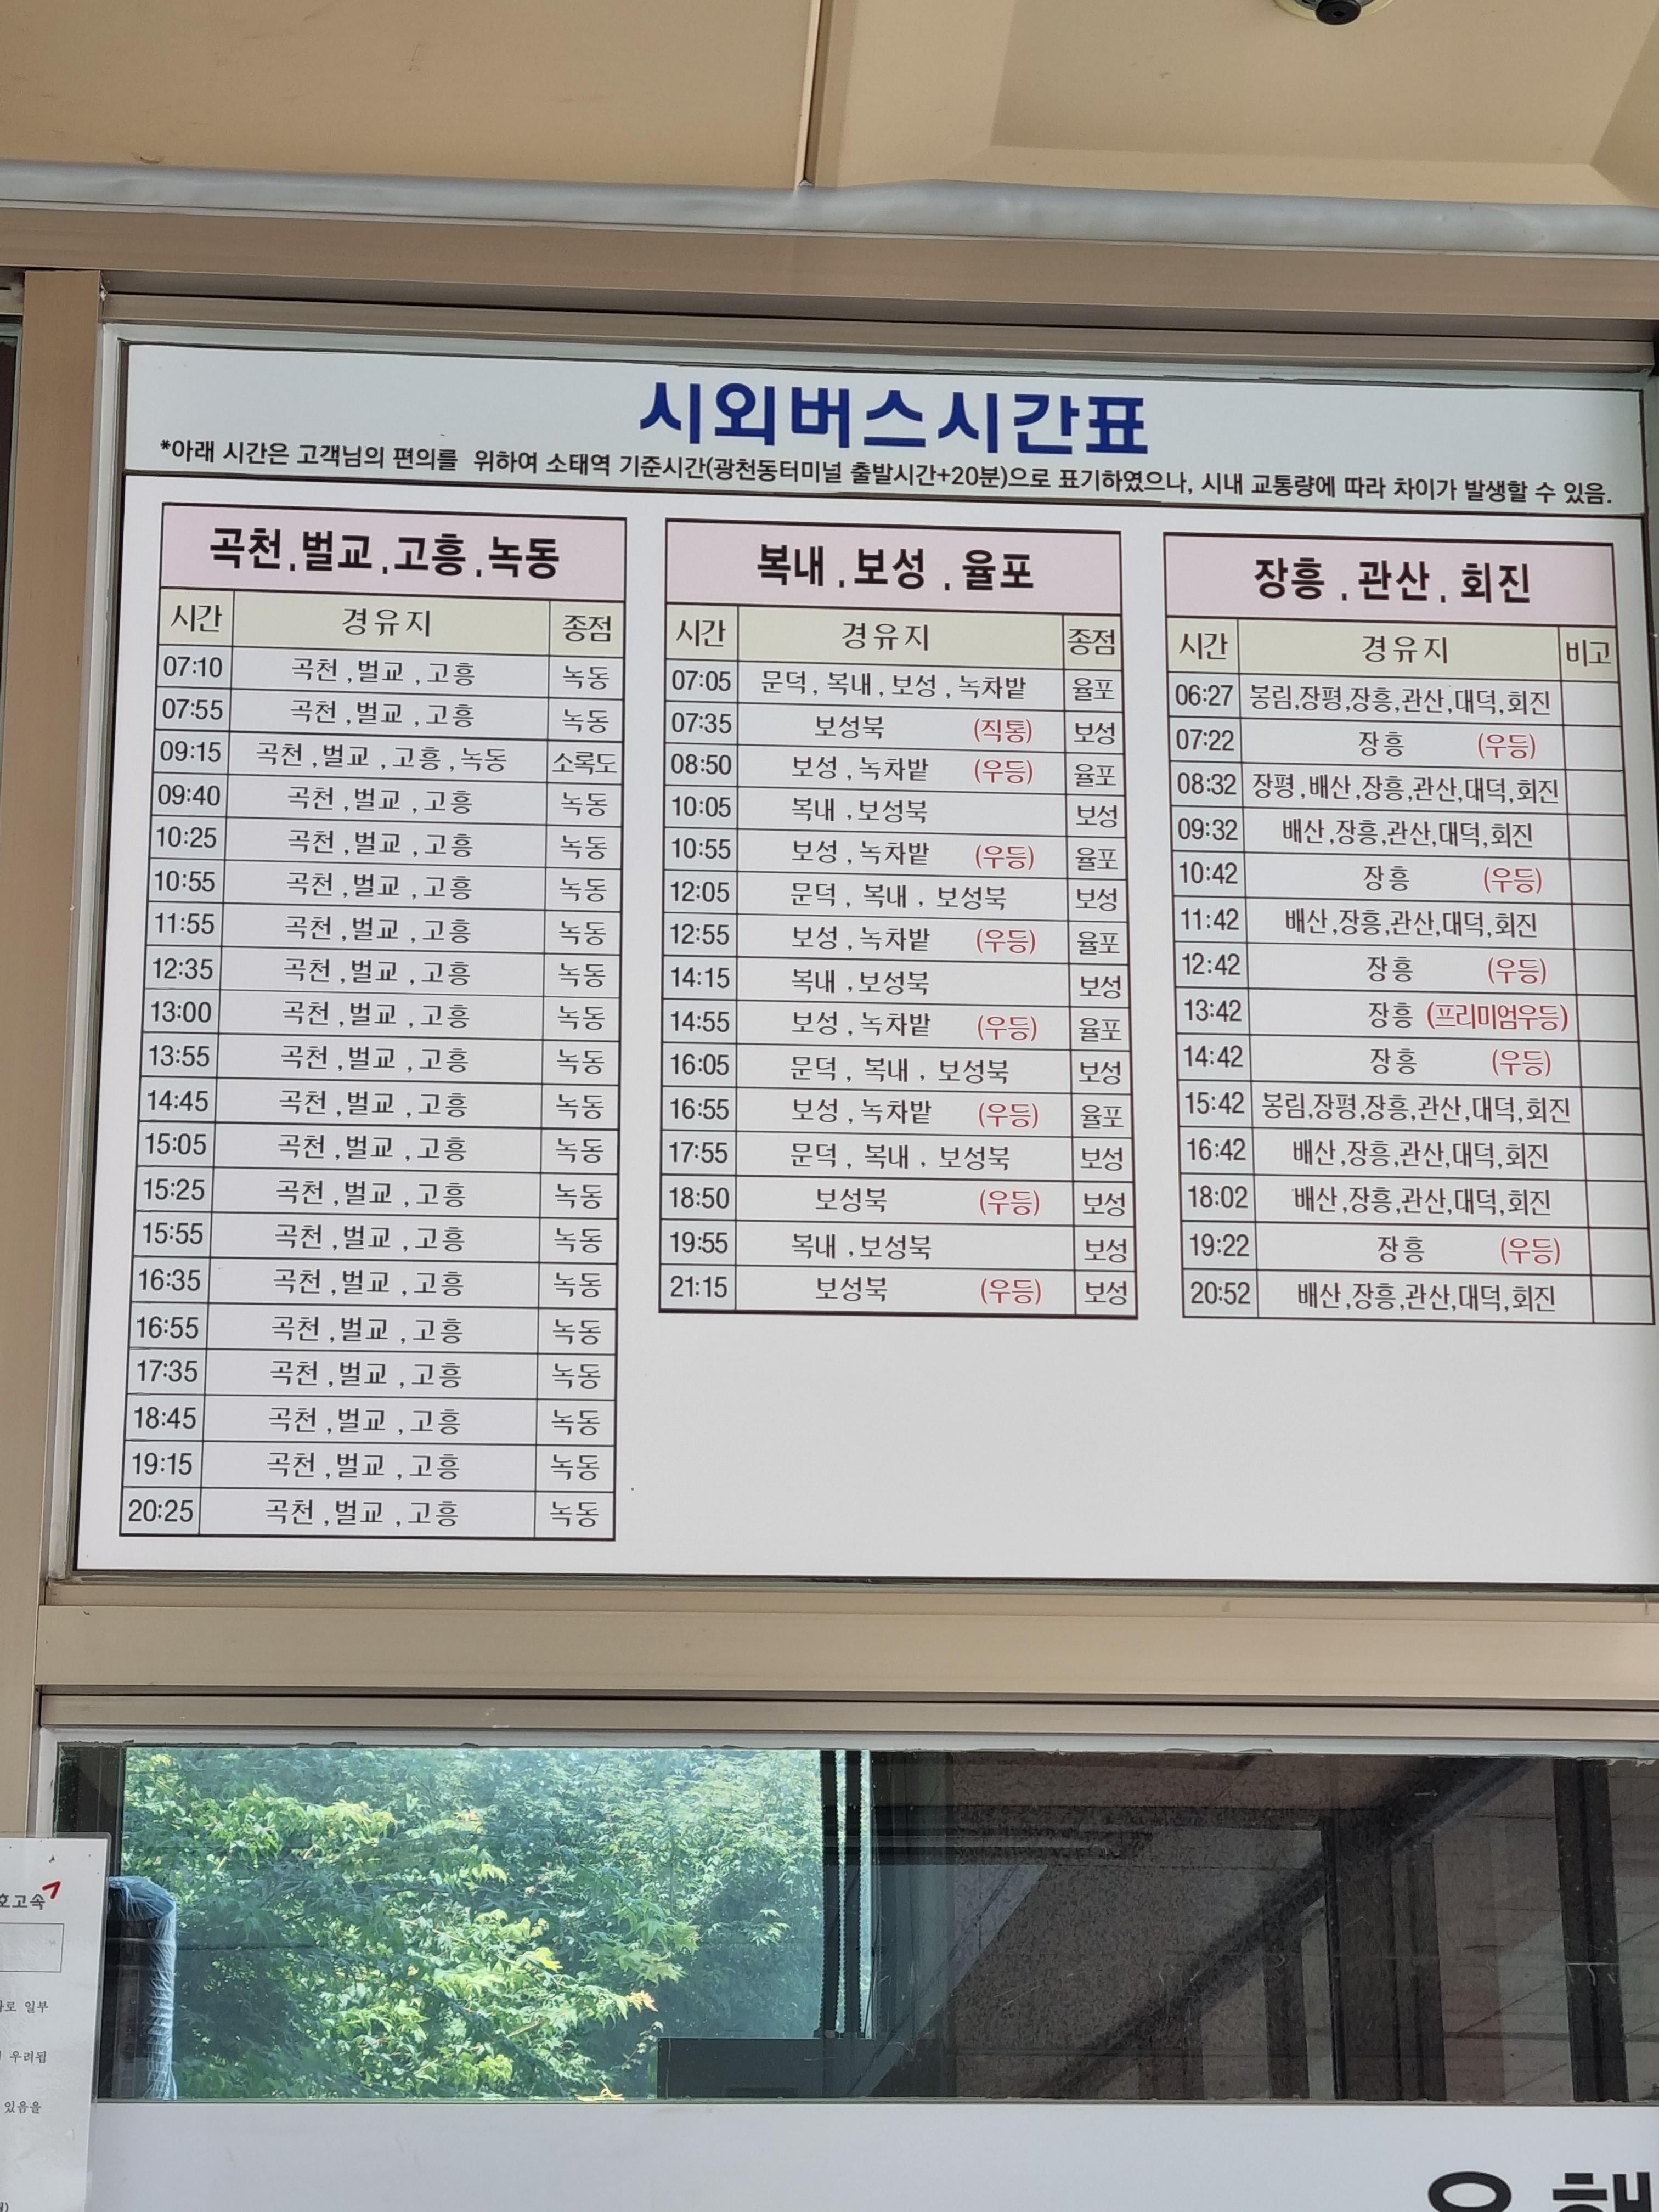 시외버스시간표
*아래 시간은 고객님의 편의를 위하여 소태역 기준시간(광천동터미널 출발시간+20분)으로 표기하였으나, 시내 교통량에 따라 차이가 발생할 수 있음.
곡천.벌교.고흥.녹동
시간 경유지 종점
07:10 곡천,벌교,고흥 녹동
07:55 곡천,벌교,고흥 녹동
09:15 곡천,벌교,고흥,녹동 소록도
09:40 곡천,벌교,고흥 녹동
10:25 곡천,벌교,고흥 녹동
10:55 곡천,벌교,고흥 녹동
11:55 곡천,벌교,고흥 녹동
12:35 곡천,벌교,고흥 녹동
13:00 곡천,벌교,고흥 녹동
13:55 곡천,벌교,고흥 녹동
14:45 곡천,벌교,고흥 녹동
15:05 곡천,벌교,고흥 녹동
15:25 곡천,벌교,고흥 녹동
15:55 곡천,벌교,고흥 녹동
16:35 곡천,벌교,고흥 녹동
16:55 곡천,벌교,고흥 녹동
17:35 곡천,벌교,고흥 녹동
18:45 곡천,벌교,고흥 녹동
19:15 곡천,벌교,고흥 녹동
20:25 곡천,벌교,고흥 녹동
복내.보성.율포
시간 경유지 종점
07:05 문덕,복내,보성,녹차밭 율포
07:35 보성북 (직통) 보성
08:50 보성,녹차밭 (우등) 율포
10:05 복내,보성북 보성
10:55 보성,녹차밭 (우등) 율포
12:05 문덕,복내,보성북 보성
12:55 보성,녹차밭 (우등) 율포
14:15 복내,보성북 보성
14:55 보성,녹차밭 (우등) 율포
16:05 문덕,복내,보성북 보성
16:55 보성,녹차밭 (우등) 율포
17:55 문덕,복내,보성북 보성
18:50 보성북 (우등) 보성
19:55 복내,보성북 보성
21:15 보성북 (우등) 보성
장흥.관산.회진
시간 경유지 비고
06:27 봉림,장평,장흥,관산,대덕,회진
07:22 장흥 (우등)
08:32 장평,배산,장흥,관산,대덕,회진
09:32 배산,장흥,관산,대덕,회진
10:42 장흥 (우등)
11:42 배산,장흥,관산,대덕,회진
12:42 장흥 (우등)
13:42 장흥 (프리미엄우등)
14:42 장흥 (우등)
15:42 봉림,장평,장흥,관산,대덕,회진
16:42 배산,장흥,관산,대덕,회진
18:02 배산,장흥,관산,대덕,회진
19:22 장흥 (우등)
20:52 배산,장흥,관산,대덕,회진
호고속
로 일부
우려됨
있음을